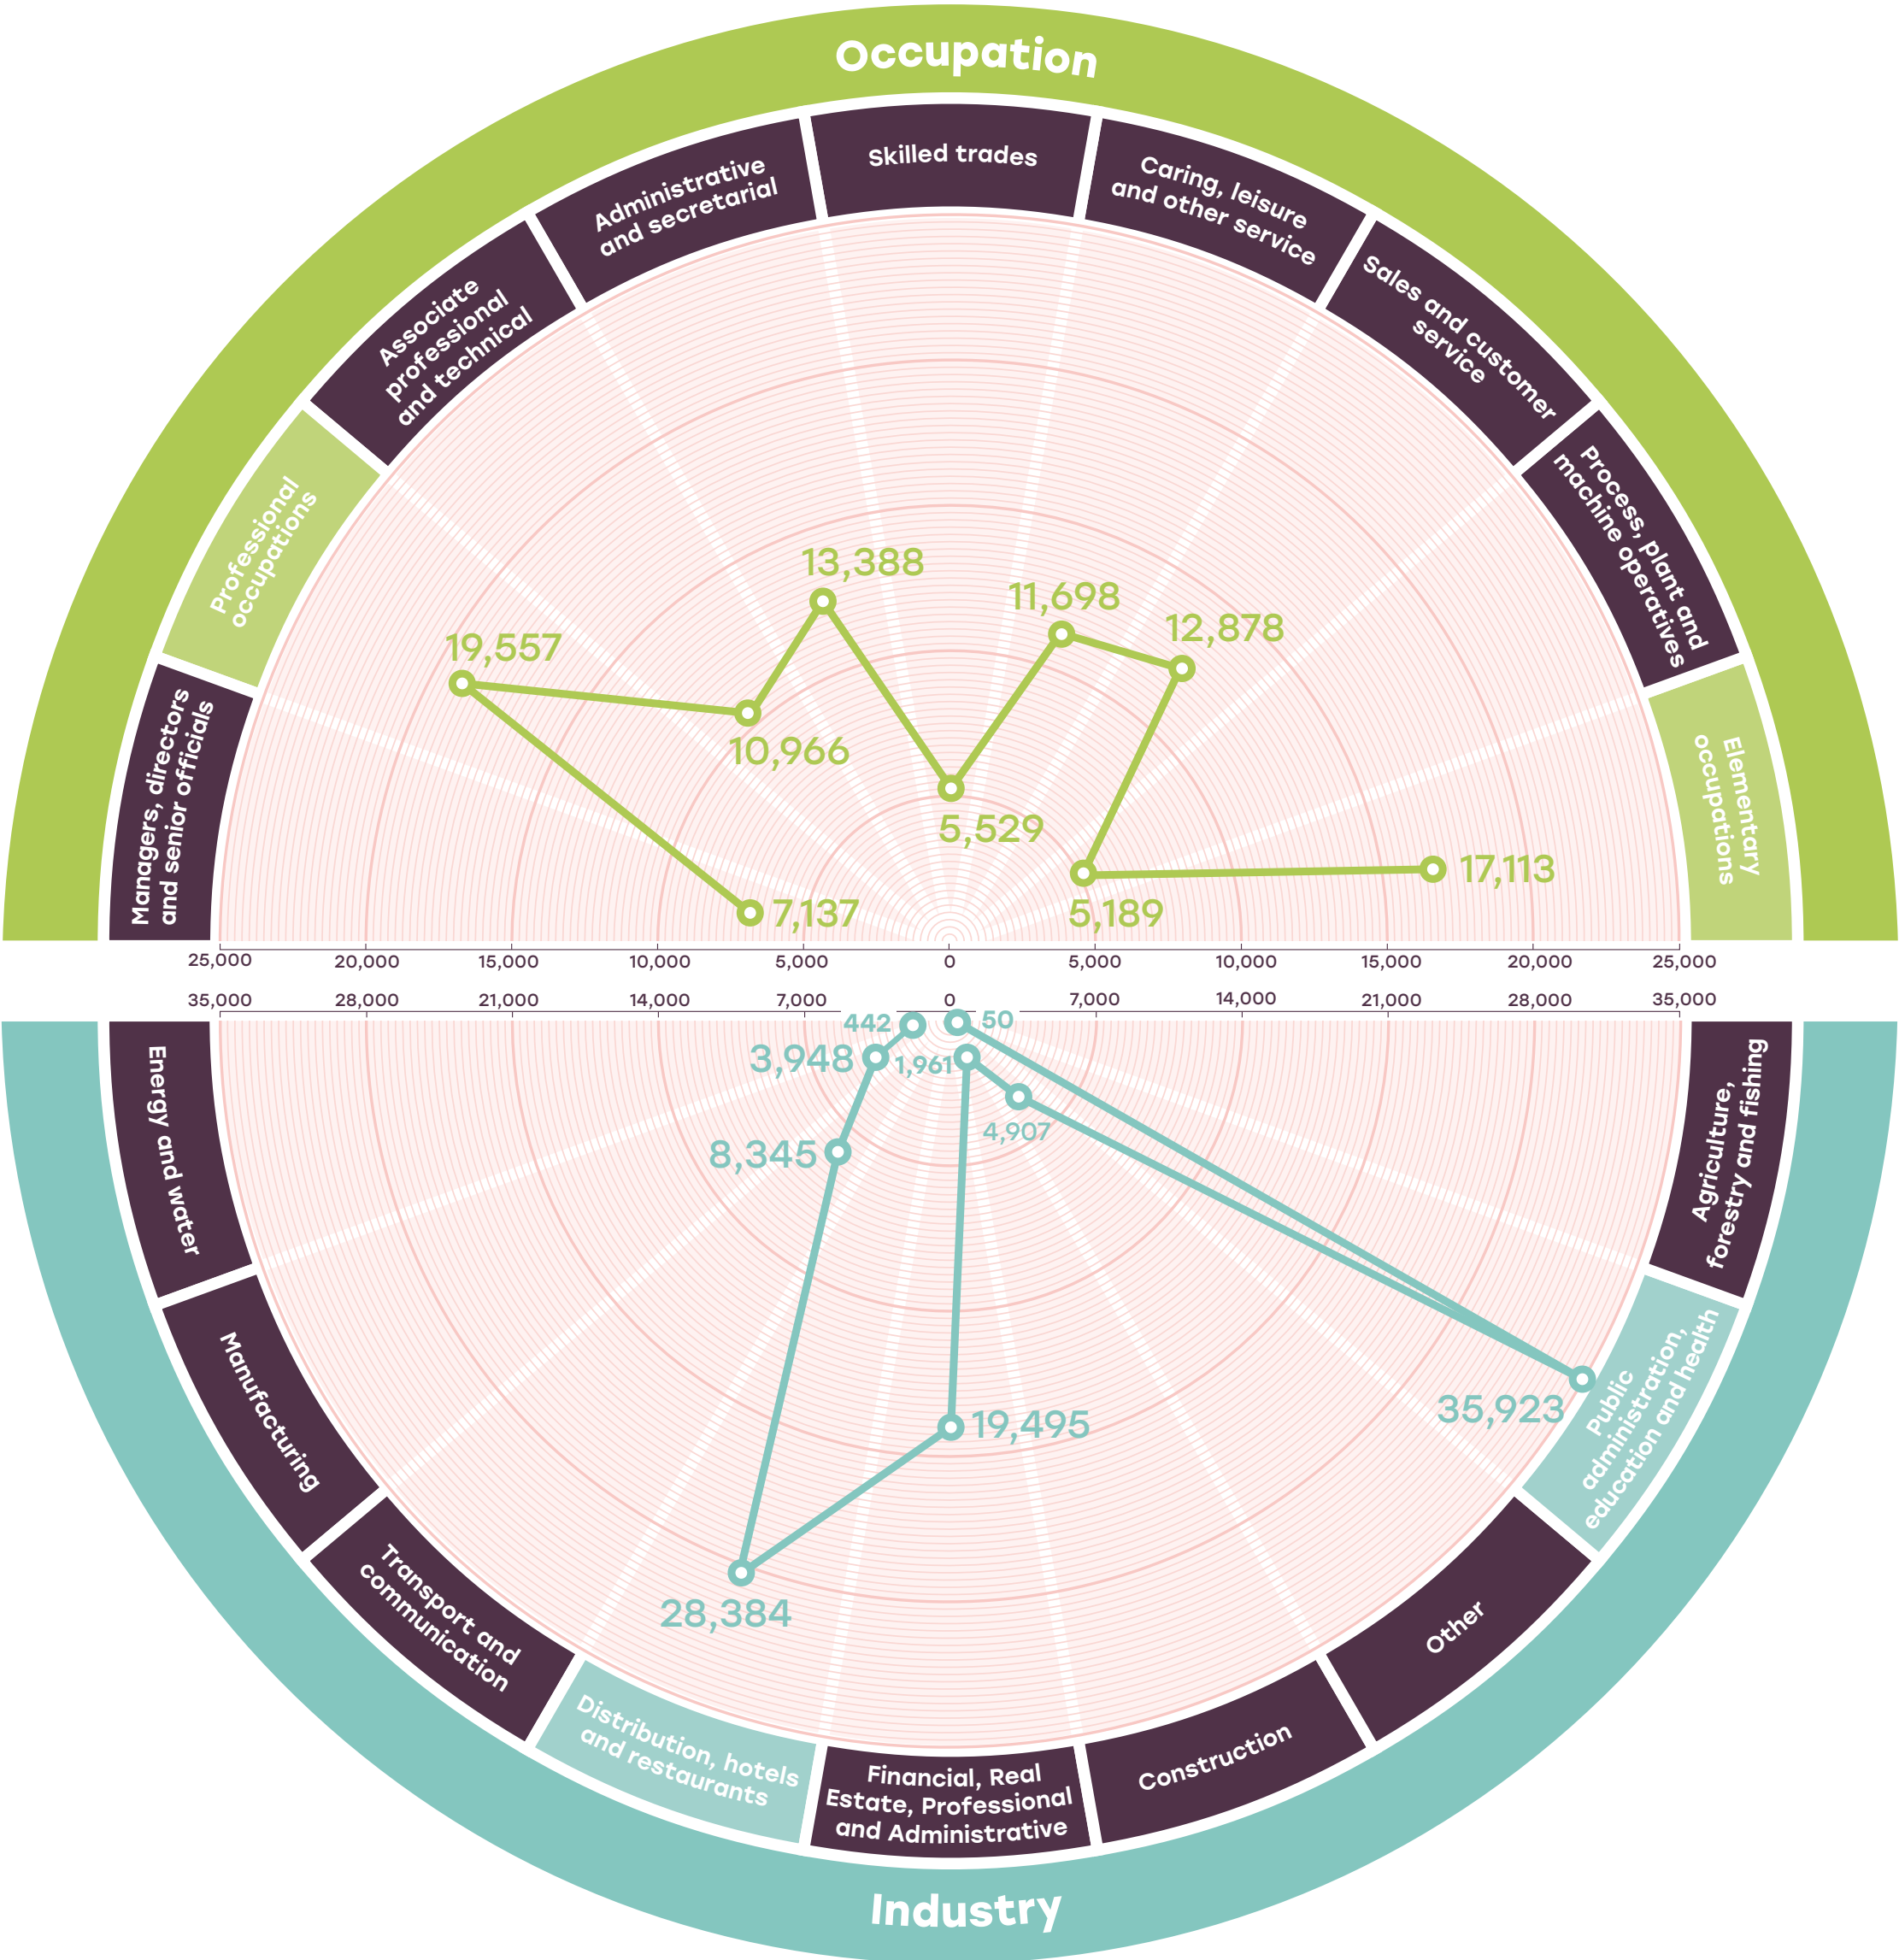 Occupation
Managers, directors
and senior officials
Professional
occupations
Associate
professional
and technical
Administrative
and secretarial
Skilled trades
Caring, leisure
and other service
Sales and customer
service
Process, plant and
machine operatives
Elementary
occupations
13,388
11,698
12,878
19,557
10,966
5,529
17,113
7,137
5,189
25,000 20,000 15,000 10,000 5,000 0 5,000 10,000 15,000 20,000 25,000
35,000 28,000 21,000 14,000 7,000 0 7,000 14,000 21,000 28,000 35,000
442
50
3,948
1,961
4,907
8,345
35,923
19,495
28,384
Energy and water
Manufacturing
Transport and
communication
Distribution, hotels
and restaurants
Financial, Real
Estate, Professional
and Administrative
Construction
Other
Public
administration,
education and health
Agriculture,
forestry and fishing
Industry